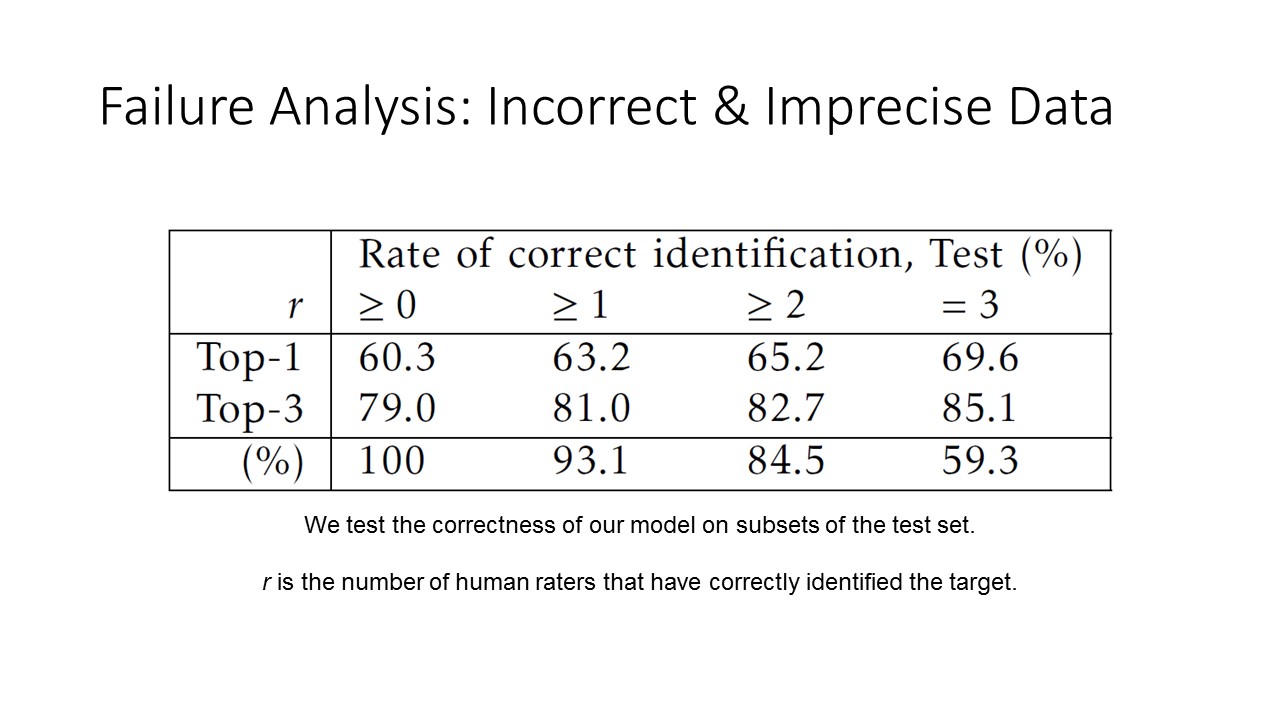 Failure Analysis: Incorrect & Imprecise Data
Rate of correct identification, Test (%)
r ≥ 0 ≥ 1 ≥ 2 = 3
Top-1 60.3 63.2 65.2 69.6
Top-3 79.0 81.0 82.7 85.1
(%) 100 93.1 84.5 59.3
We test the correctness of our model on subsets of the test set.
r is the number of human raters that have correctly identified the target.